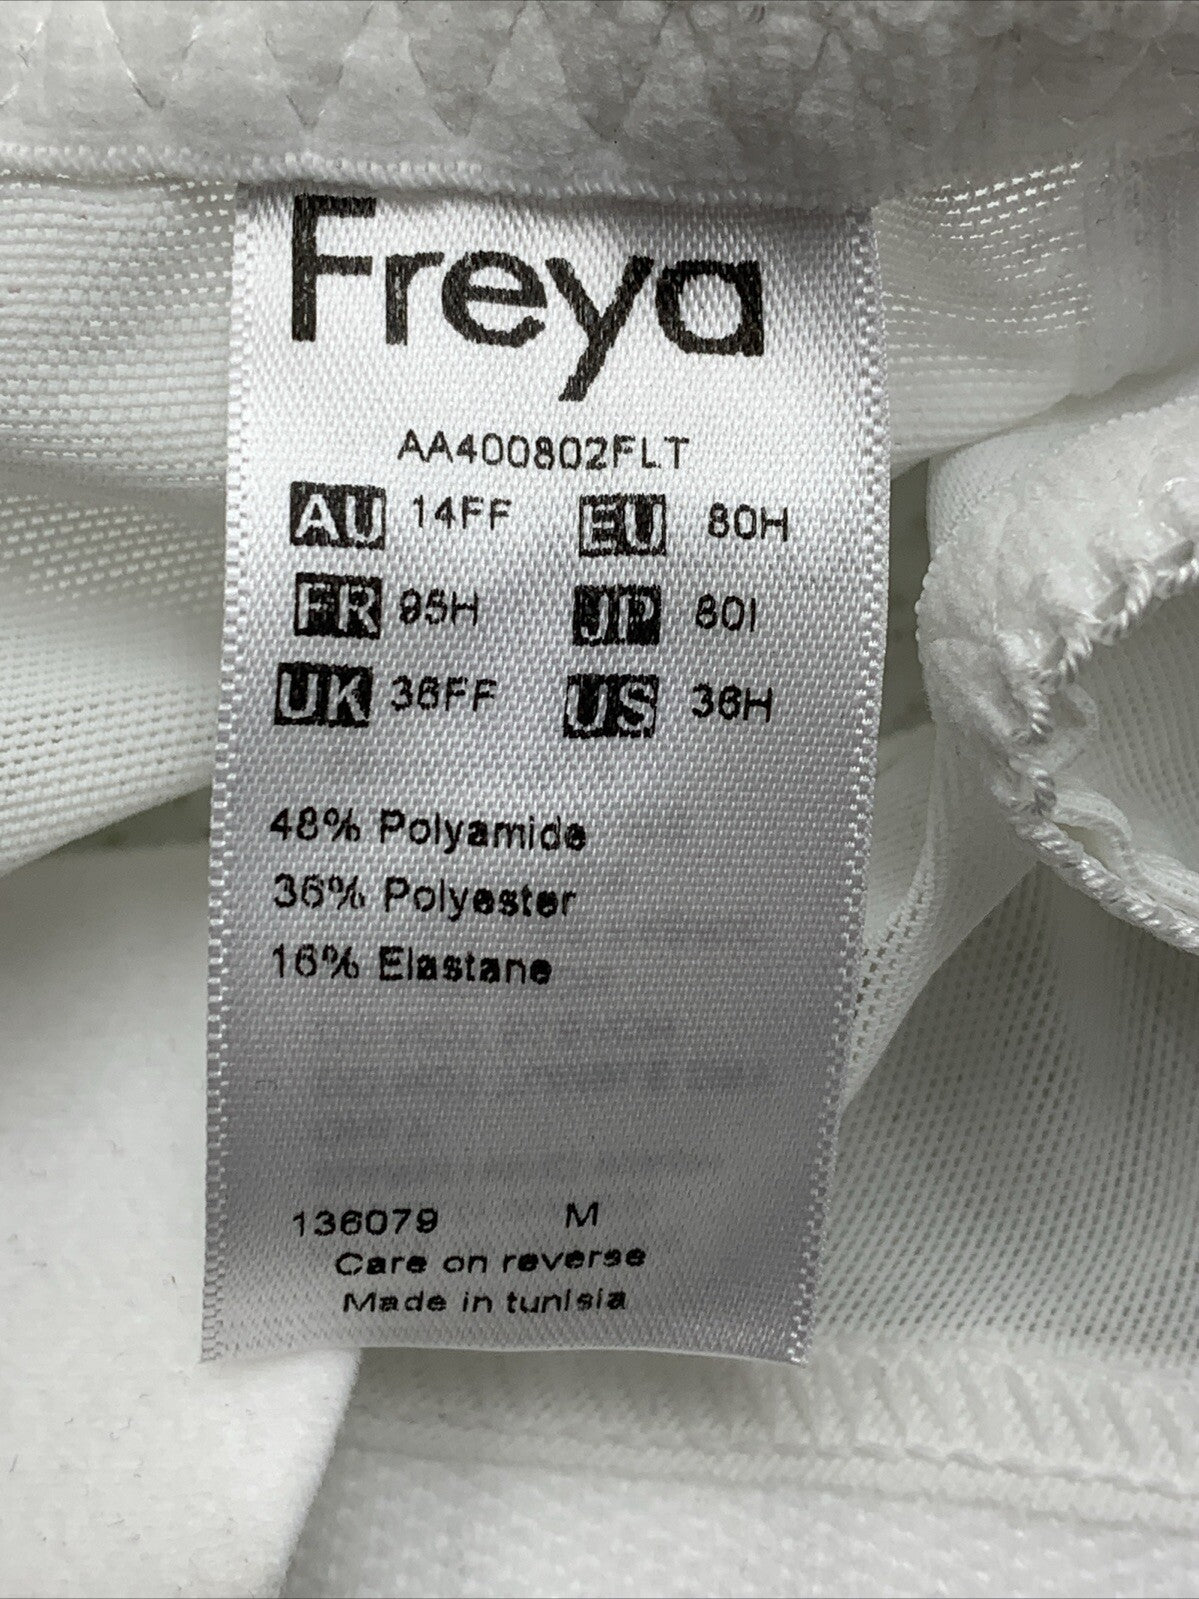 Freya
AA400802FLT
AU 14FF EU 80H
FR 95H JP 80I
UK 36FF US 36H
48% Polyamide
36% Polyester
16% Elastane
136079 M
Care on reverse
Made in tunisia